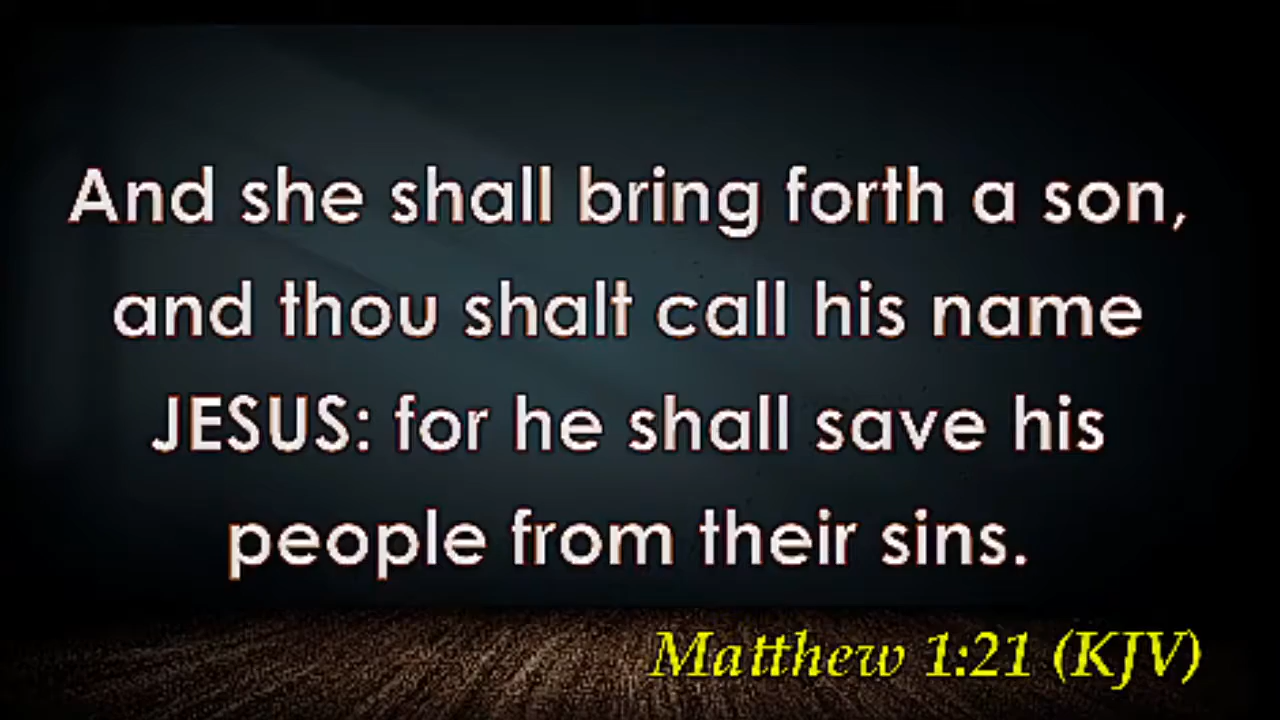 And she shall bring forth a son,
and thou shalt call his name
JESUS: for he shall save his
people from their sins.
Matthew 1:21 (KJV)